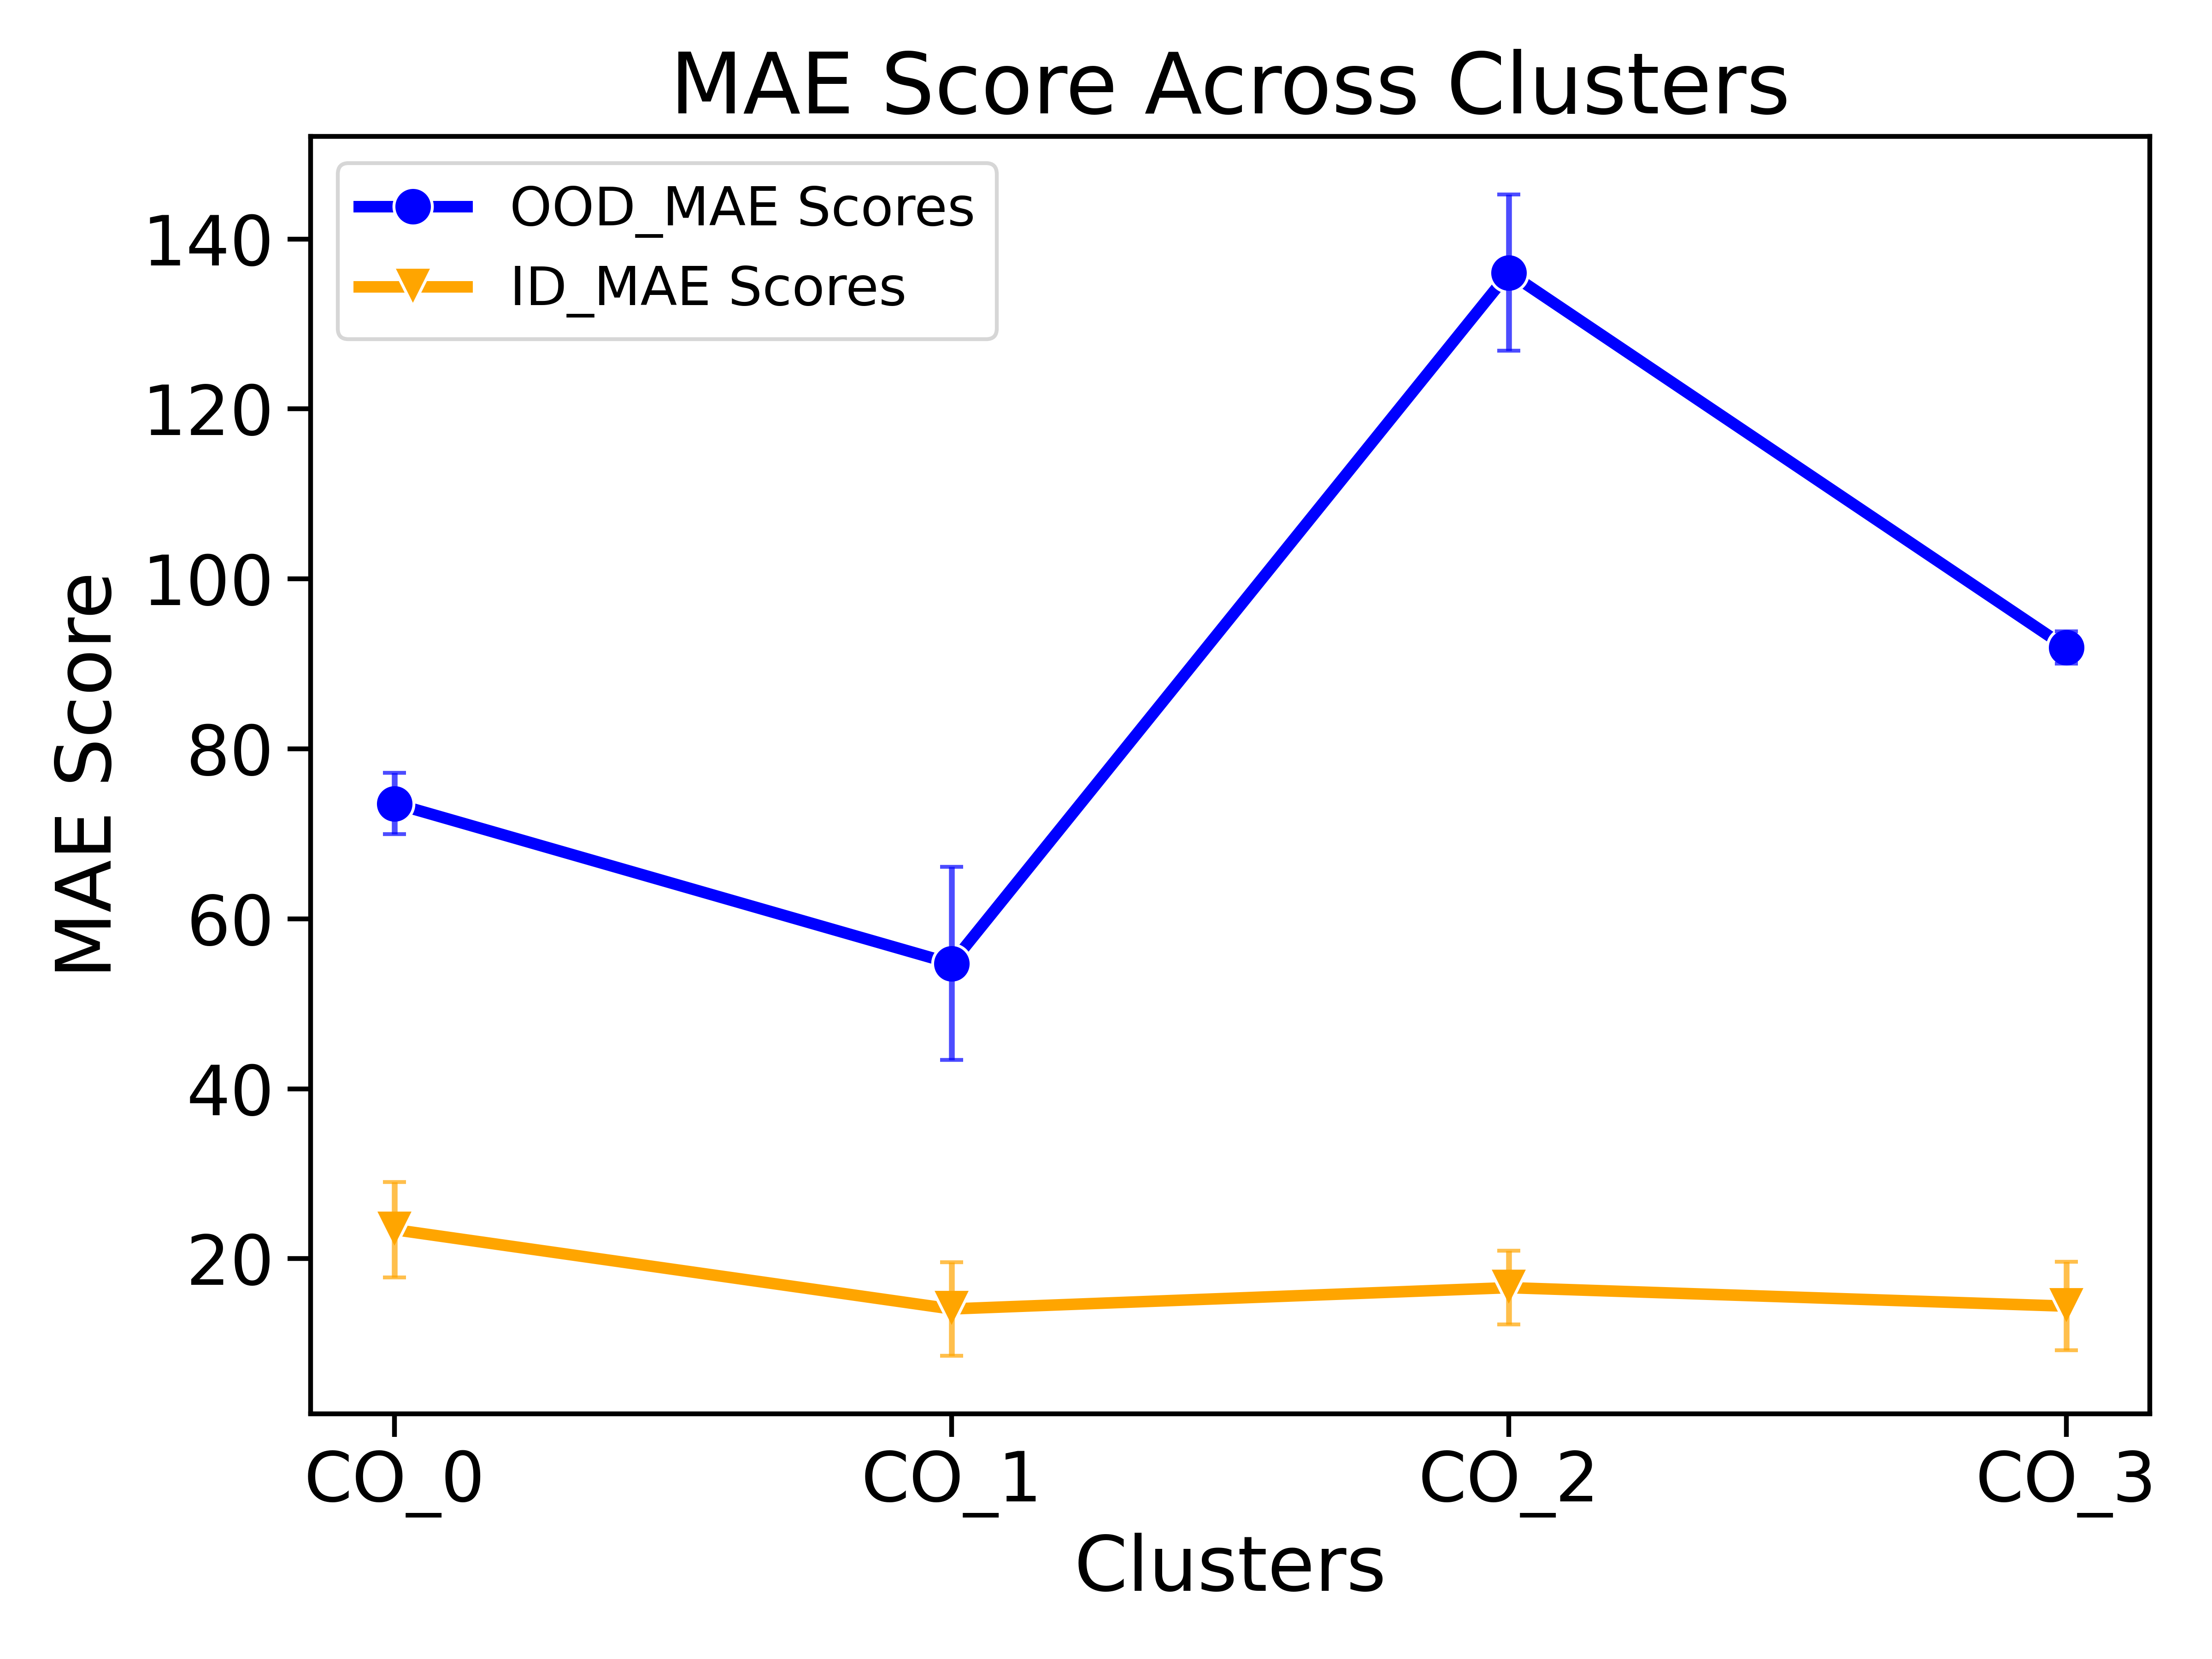 MAE Score Across Clusters
OOD_MAE Scores
ID_MAE Scores
MAE Score
140
120
100
80
60
40
20
CO_0
CO_1
CO_2
CO_3
Clusters